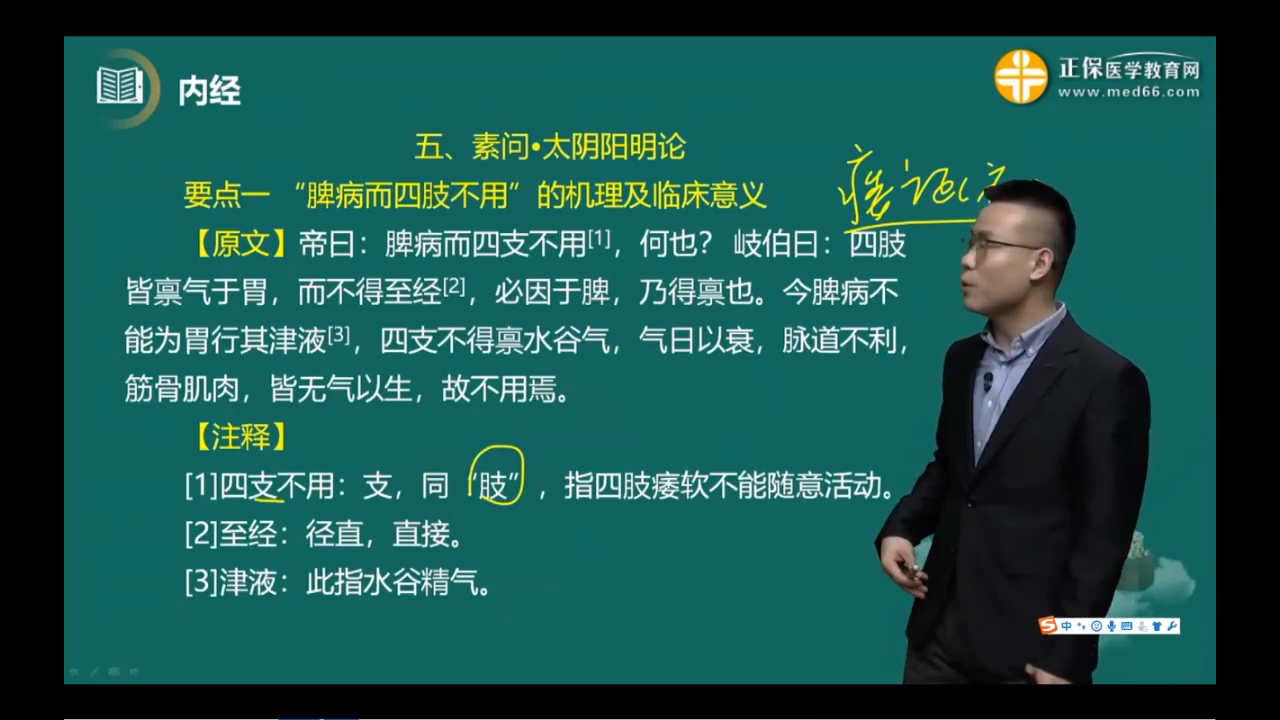 内经
正保医学教育网
www.med66.com
五、素问•太阴阳明论
要点一 “脾病而四肢不用”的机理及临床意义
【原文】帝曰：脾病而四支不用[1]，何也？岐伯曰：四肢
皆禀气于胃，而不得至经[2]，必因于脾，乃得禀也。今脾病不
能为胃行其津液[3]，四支不得禀水谷气，气日以衰，脉道不利，
筋骨肌肉，皆无气以生，故不用焉。
【注释】
[1]四支不用：支，同“肢”，指四肢痿软不能随意活动。
[2]至经：径直，直接。
[3]津液：此指水谷精气。
中